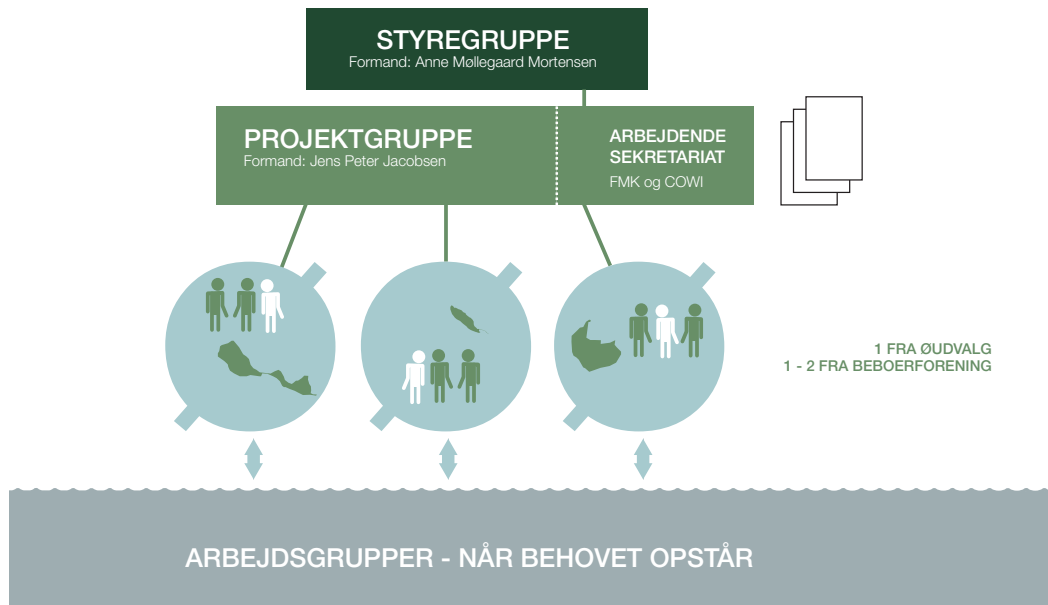 STYREGRUPPE
Formand: Anne Møllegaard Mortensen
PROJEKTGRUPPE
Formand: Jens Peter Jacobsen
ARBEJDENDE
SEKRETARIAT
FMK og COWI
1 FRA ØUDVALG
1 - 2 FRA BEBOERFORENING
ARBEJDSGRUPPER - NÅR BEHOVET OPSTÅR